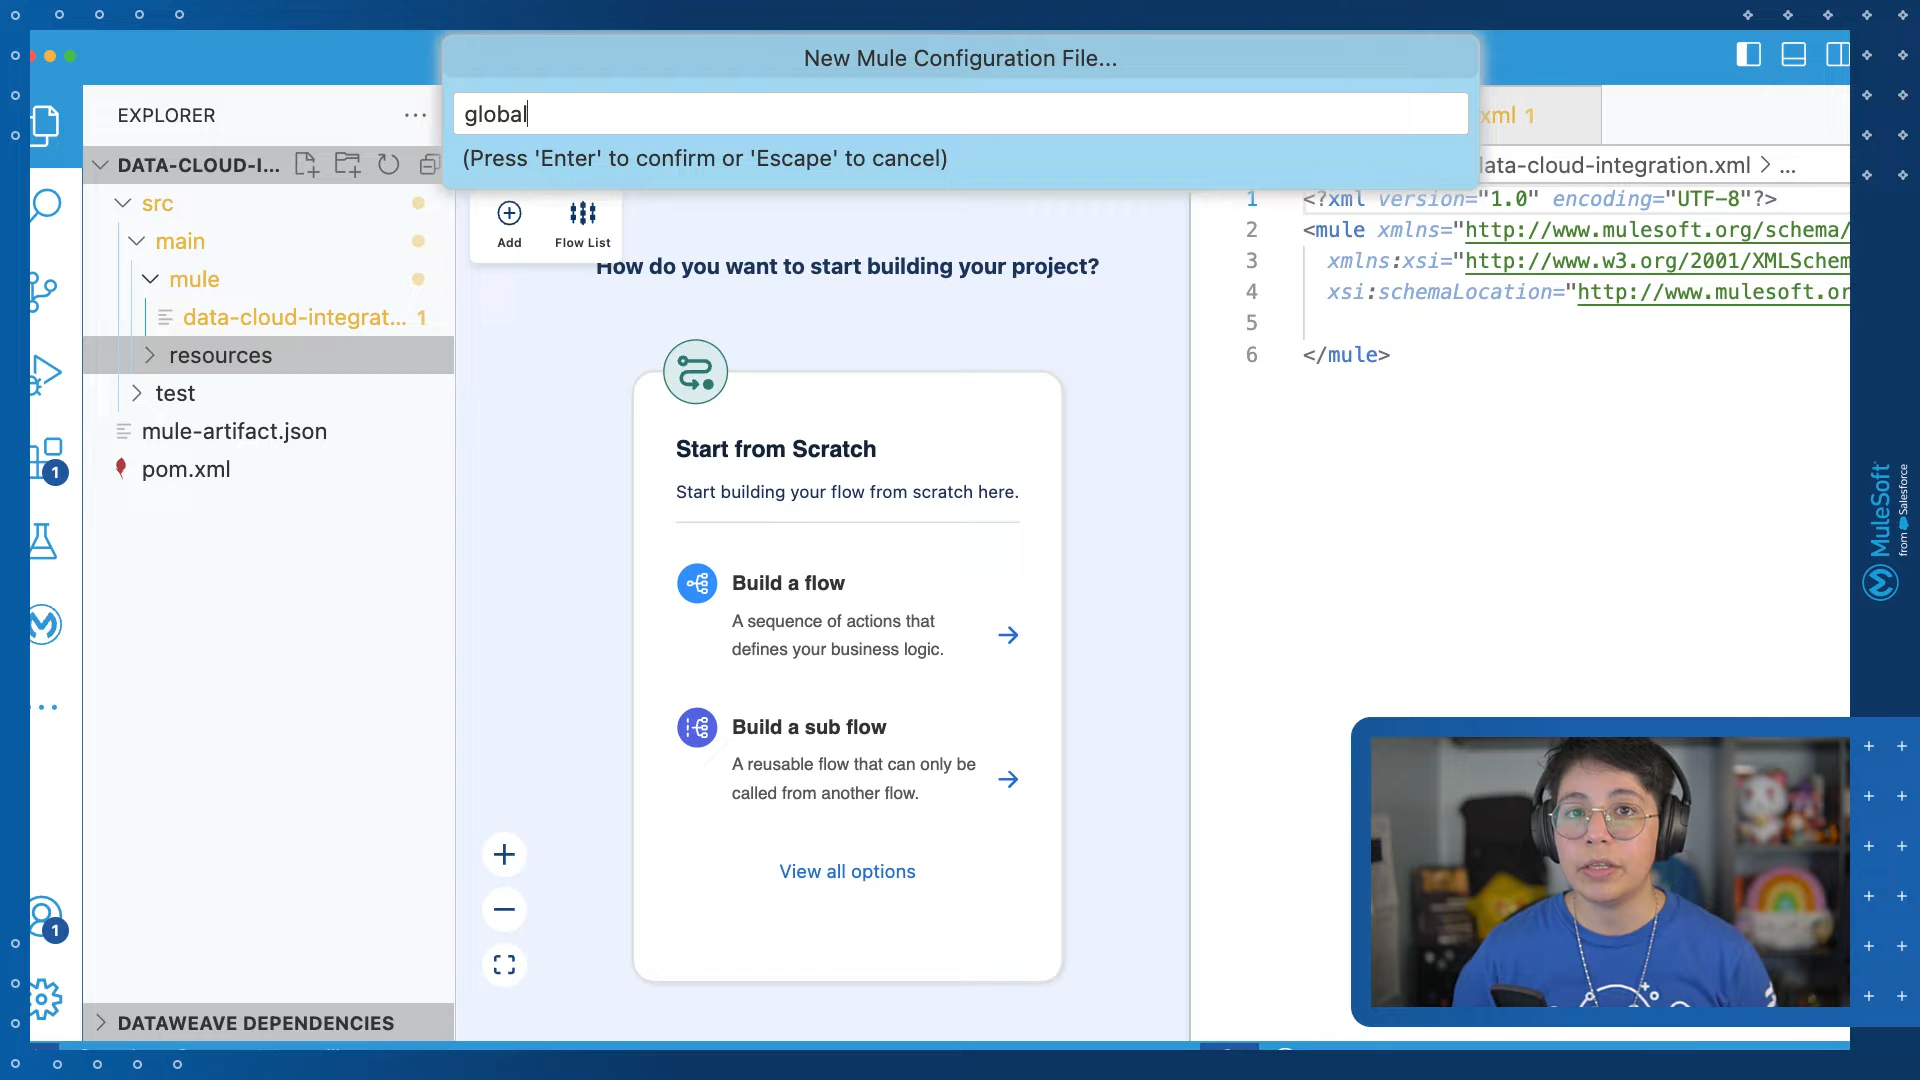 New Mule Configuration File...
global
(Press 'Enter' to confirm or 'Escape' to cancel)
EXPLORER
xml 1
DATA-CLOUD-I...
data-cloud-integration.xml > ...
src
main
mule
data-cloud-integrat... 1
resources
test
mule-artifact.json
pom.xml
1
1
DATAWEAVE DEPENDENCIES
Add
Flow List
How do you want to start building your project?
Start from Scratch
Start building your flow from scratch here.
Build a flow
A sequence of actions that
defines your business logic.
Build a sub flow
A reusable flow that can only be
called from another flow.
View all options
1 <?xml version="1.0" encoding="UTF-8"?>
2 <mule xmlns="http://www.mulesoft.org/schema/
3 xmlns:xsi="http://www.w3.org/2001/XMLSchem
4 xsi:schemaLocation="http://www.mulesoft.or
5
6 </mule>
MuleSoft
from Salesforce